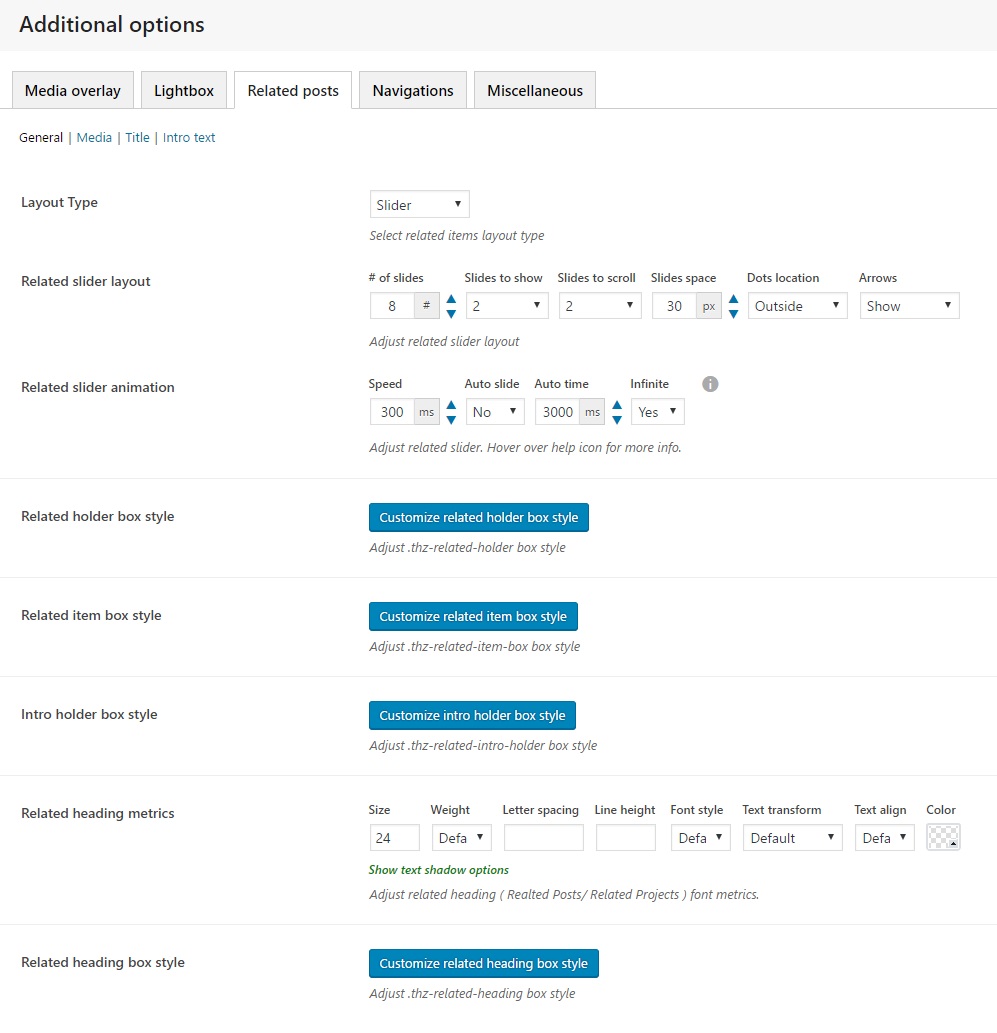 Additional options
Media overlay Lightbox Related posts Navigations Miscellaneous
General | Media | Title | Intro text
Layout Type
Slider
Select related items layout type
Related slider layout
# of slides Slides to show Slides to scroll Slides space Dots location Arrows
8 # 2 2 30 px Outside Show
Adjust related slider layout
Related slider animation
Speed Auto slide Auto time Infinite i
300 ms No 3000 ms Yes
Adjust related slider. Hover over help icon for more info.
Related holder box style
Customize related holder box style
Adjust .thz-related-holder box style
Related item box style
Customize related item box style
Adjust .thz-related-item-box box style
Intro holder box style
Customize intro holder box style
Adjust .thz-related-intro-holder box style
Related heading metrics
Size Weight Letter spacing Line height Font style Text transform Text align Color
24 Defa Defa Default Defa
Show text shadow options
Adjust related heading ( Realted Posts/ Related Projects ) font metrics.
Related heading box style
Customize related heading box style
Adjust .thz-related-heading box style